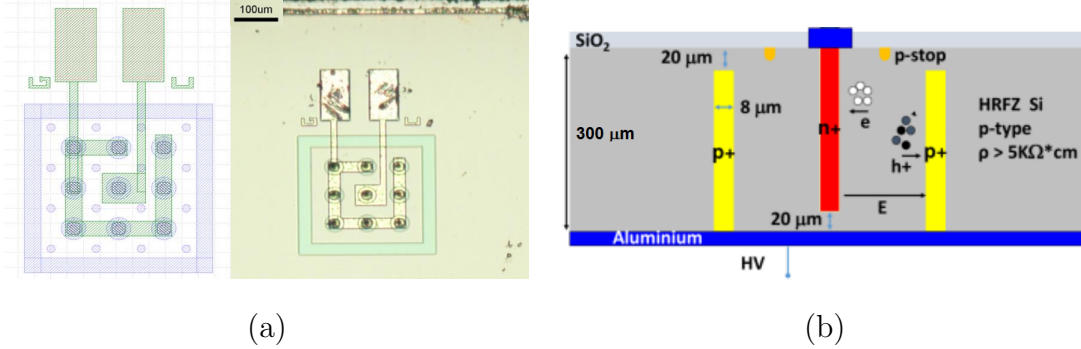 100um
SiO₂
20 µm
p-stop
8 µm
e
HRFZ Si
300 µm
n+
p-type
p+
p+
ρ > 5KΩ*cm
h+
E
20 µm
Aluminium
HV
(a)
(b)